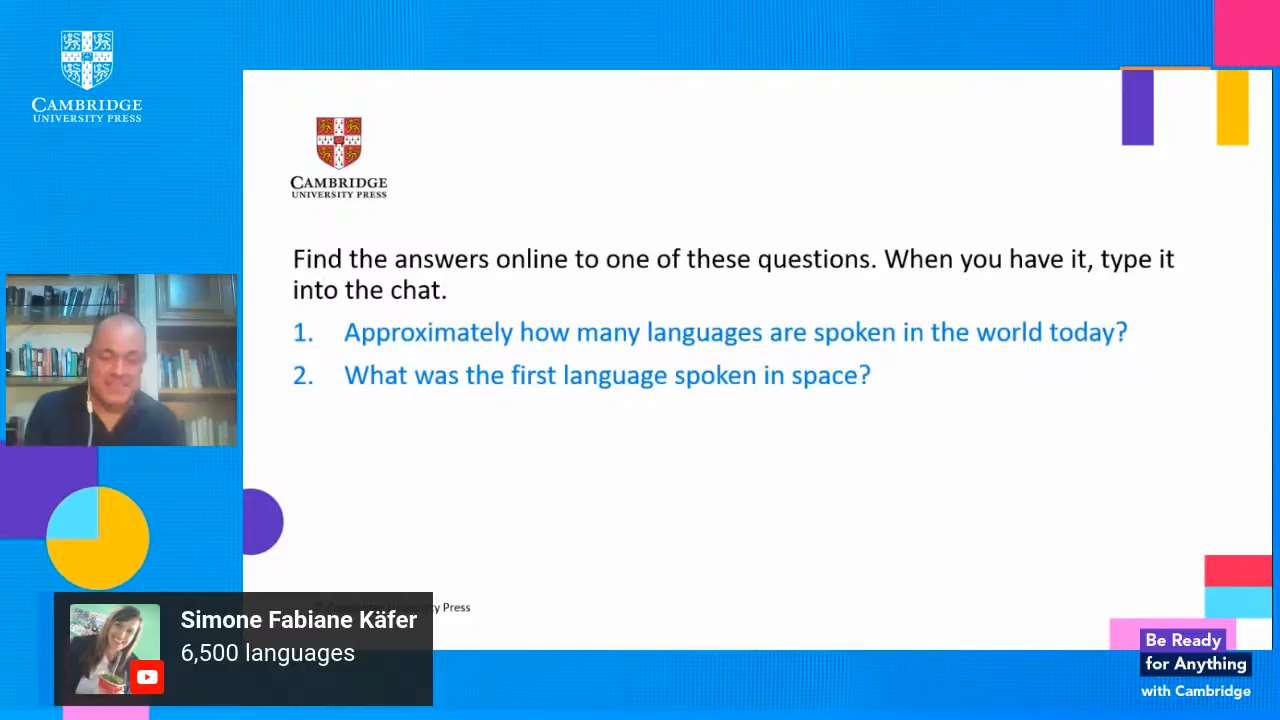 CAMBRIDGE
UNIVERSITY PRESS
CAMBRIDGE
UNIVERSITY PRESS
Find the answers online to one of these questions. When you have it, type it
into the chat.
1. Approximately how many languages are spoken in the world today?
2. What was the first language spoken in space?
Press
Simone Fabiane Käfer
6,500 languages
Be Ready
for Anything
with Cambridge